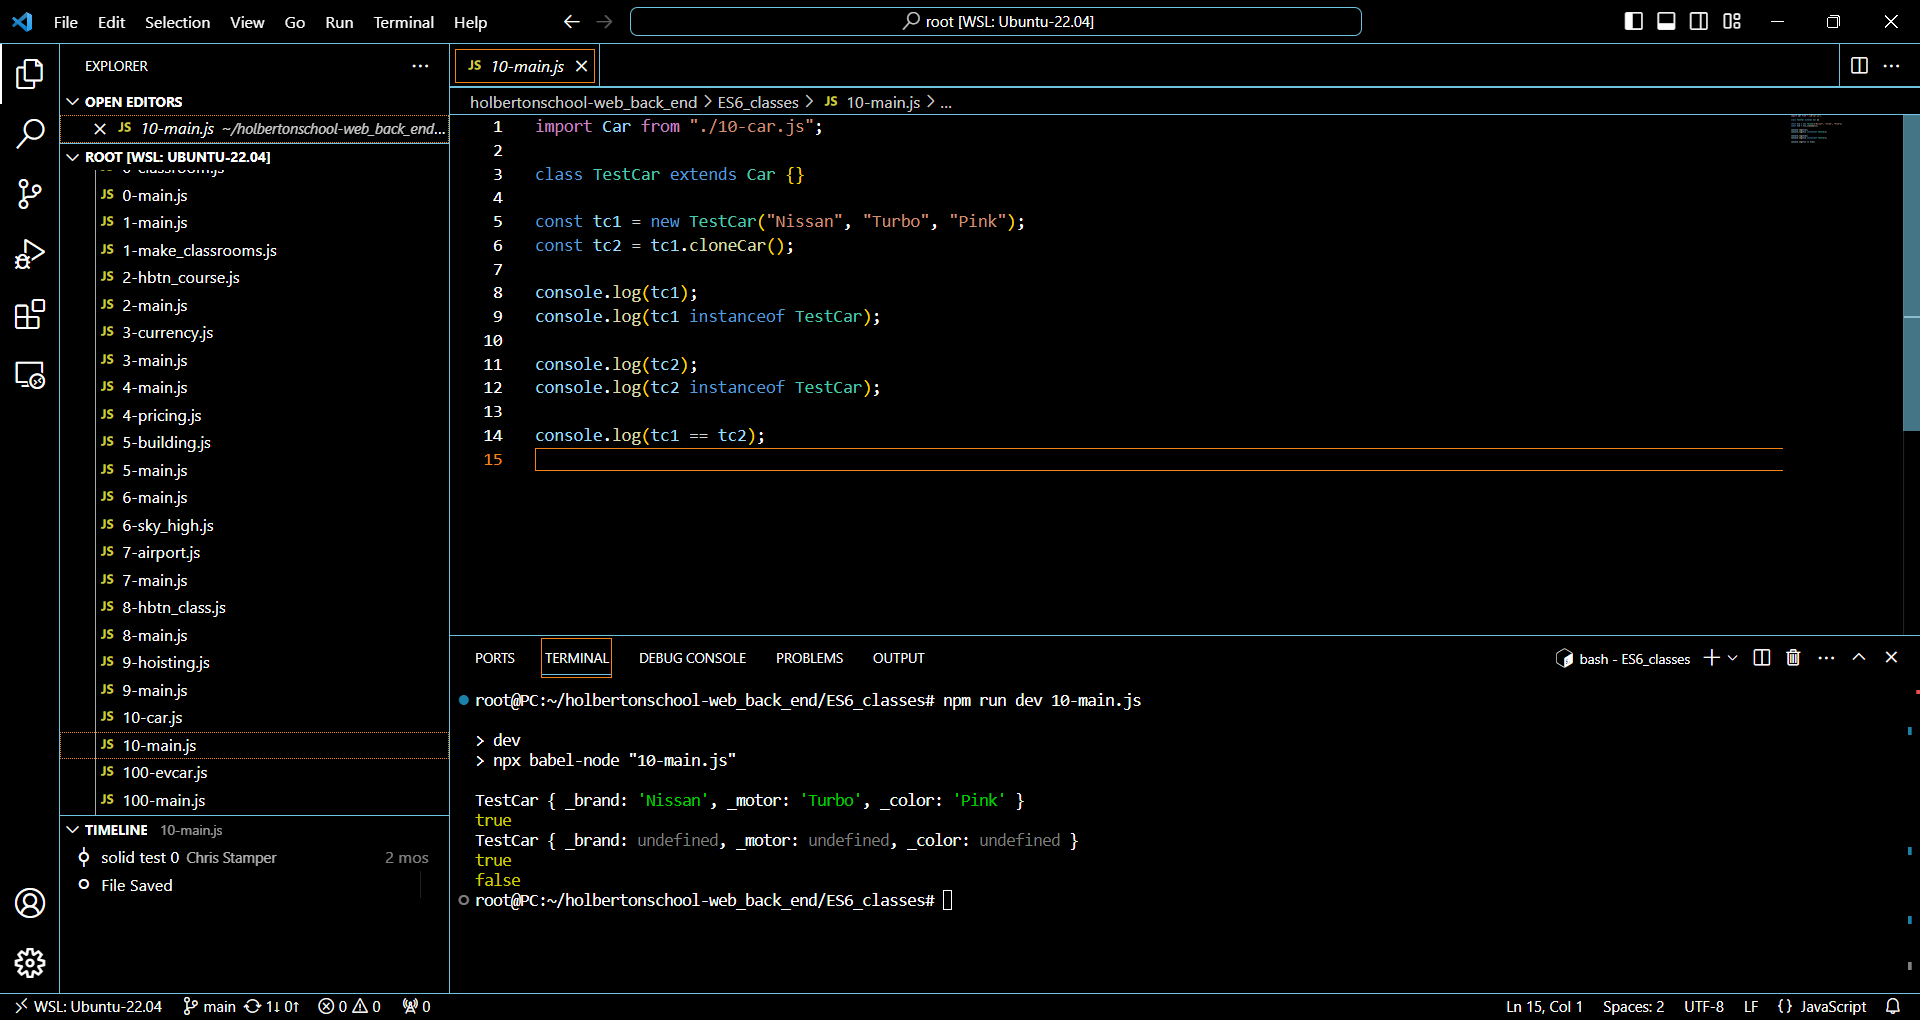 File Edit Selection View Go Run Terminal Help
root [WSL: Ubuntu-22.04]
EXPLORER
OPEN EDITORS
JS 10-main.js ~/holbertonschool-web_back_end...
ROOT [WSL: UBUNTU-22.04]
0-classroom.js
JS 0-main.js
JS 1-main.js
JS 1-make_classrooms.js
JS 2-hbtn_course.js
JS 2-main.js
JS 3-currency.js
JS 3-main.js
JS 4-main.js
JS 4-pricing.js
JS 5-building.js
JS 5-main.js
JS 6-main.js
JS 6-sky_high.js
JS 7-airport.js
JS 7-main.js
JS 8-hbtn_class.js
JS 8-main.js
JS 9-hoisting.js
JS 9-main.js
JS 10-car.js
JS 10-main.js
JS 100-evcar.js
JS 100-main.js
TIMELINE 10-main.js
solid test 0 Chris Stamper 2 mos
File Saved
JS 10-main.js
holbertonschool-web_back_end > ES6_classes > JS 10-main.js > ...
1 import Car from "./10-car.js";
2
3 class TestCar extends Car {}
4
5 const tc1 = new TestCar("Nissan", "Turbo", "Pink");
6 const tc2 = tc1.cloneCar();
7
8 console.log(tc1);
9 console.log(tc1 instanceof TestCar);
10
11 console.log(tc2);
12 console.log(tc2 instanceof TestCar);
13
14 console.log(tc1 == tc2);
15
PORTS TERMINAL DEBUG CONSOLE PROBLEMS OUTPUT
bash - ES6_classes
root@PC:~/holbertonschool-web_back_end/ES6_classes# npm run dev 10-main.js
> dev
> npx babel-node "10-main.js"
TestCar { _brand: 'Nissan', _motor: 'Turbo', _color: 'Pink' }
true
TestCar { _brand: undefined, _motor: undefined, _color: undefined }
true
false
root@PC:~/holbertonschool-web_back_end/ES6_classes#
WSL: Ubuntu-22.04 main 1↓ 0↑ 0 0 0
Ln 15, Col 1 Spaces: 2 UTF-8 LF {} JavaScript